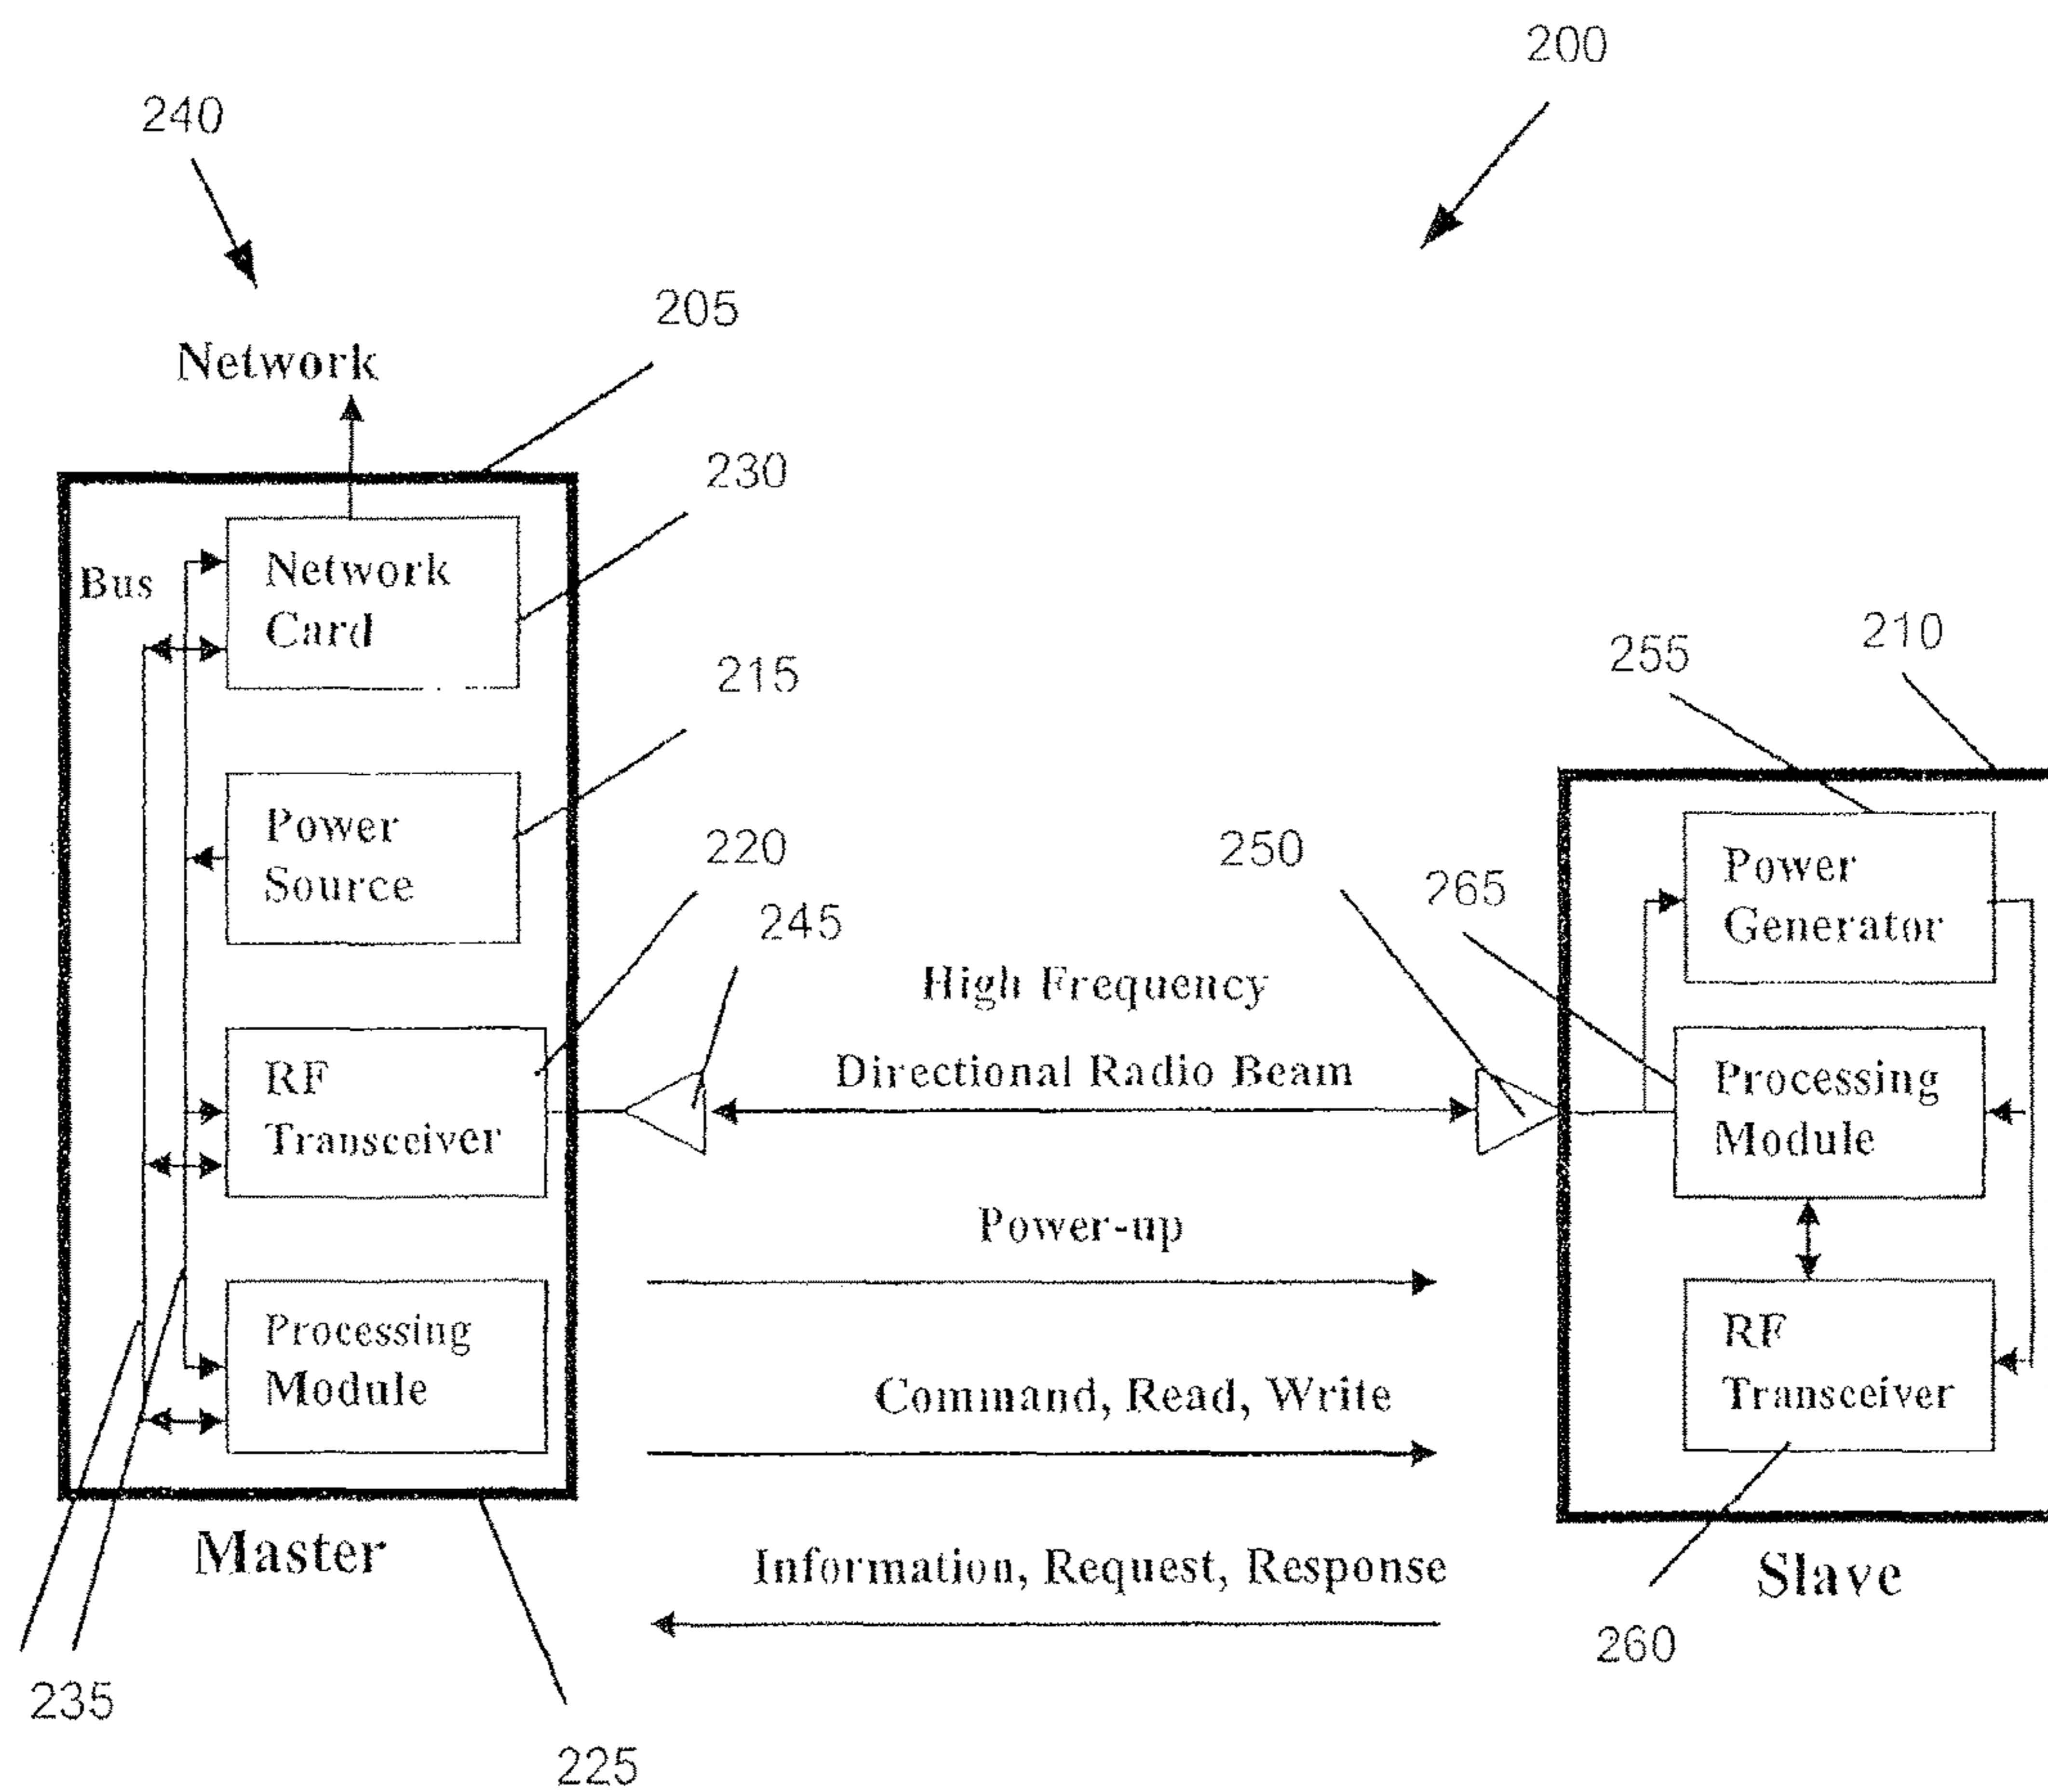 200
240
205
Network
230
Bus
Network
Card
215
Power
Source
220
245
RF
Transceiver
Processing
Module
Master
235
225
High Frequency
Directional Radio Beam
Power-up
Command, Read, Write
Information, Request, Response
250
265
255
210
Power
Generator
Processing
Module
RF
Transceiver
Slave
260